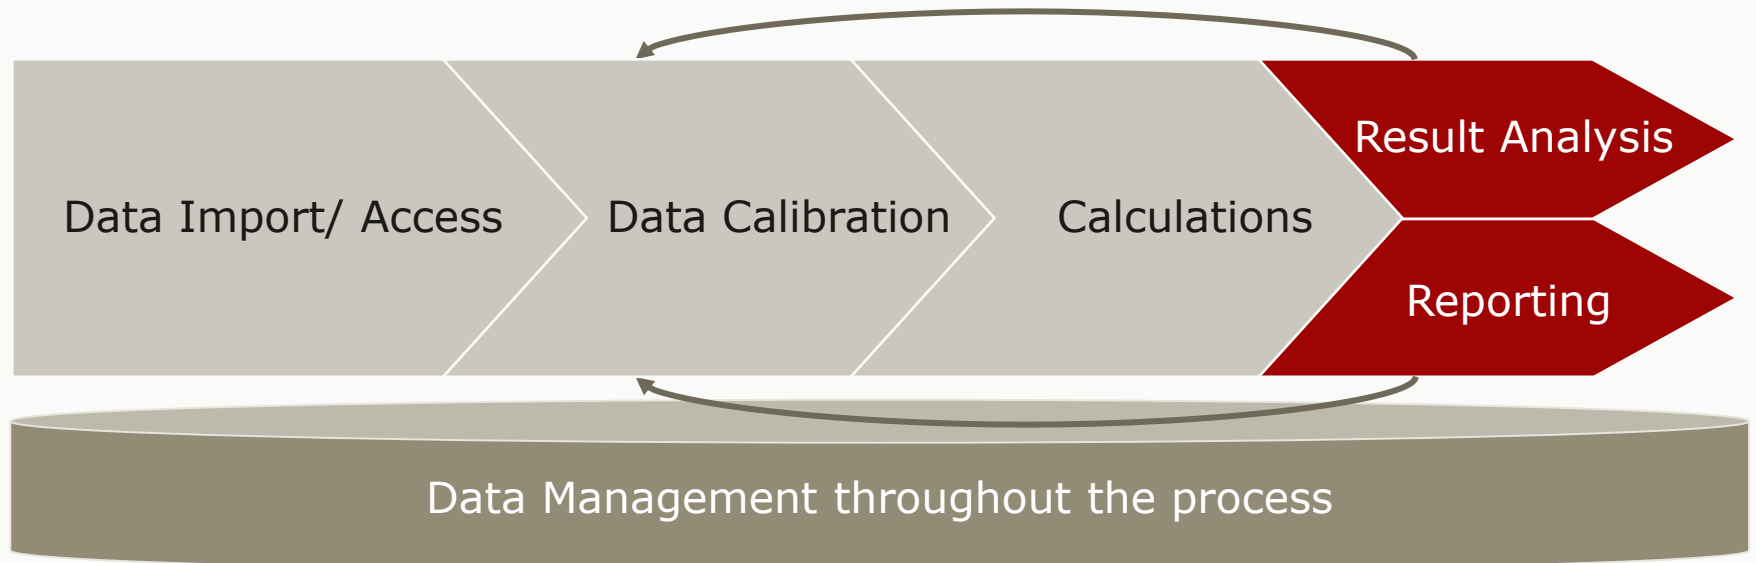 Data Import/ Access
Data Calibration
Calculations
Result Analysis
Reporting
Data Management throughout the process